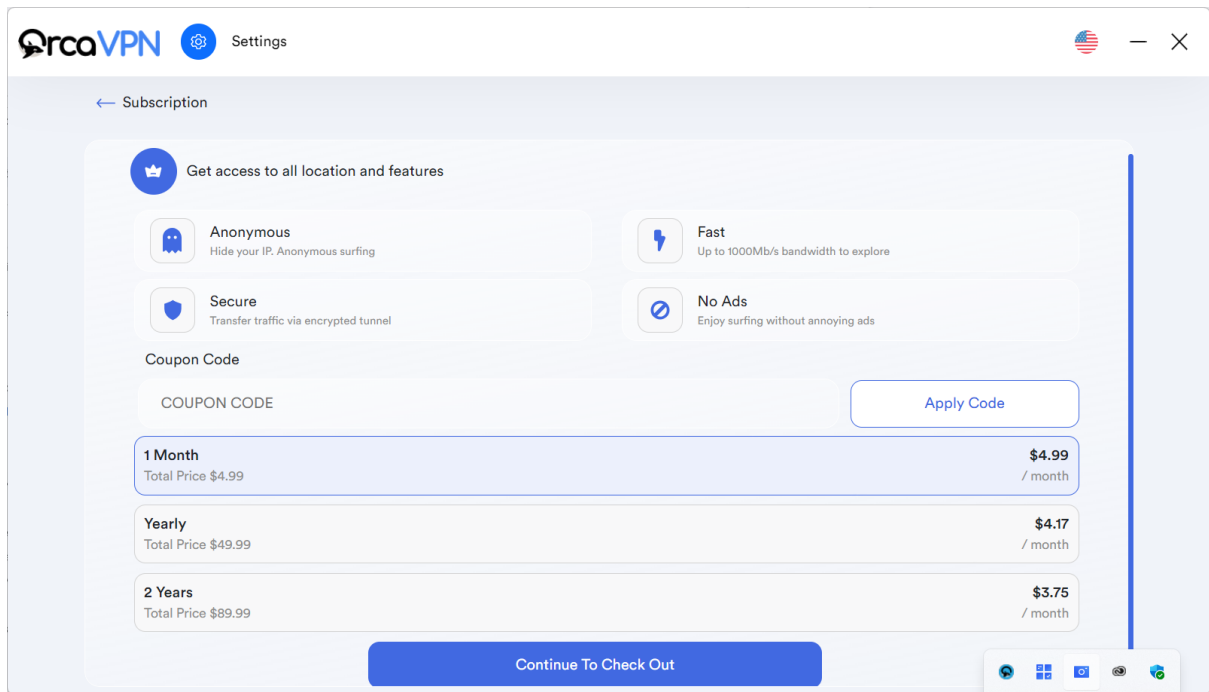 OrcaVPN
Settings
Subscription
Get access to all location and features
Anonymous
Hide your IP. Anonymous surfing
Fast
Up to 1000Mb/s bandwidth to explore
Secure
Transfer traffic via encrypted tunnel
No Ads
Enjoy surfing without annoying ads
Coupon Code
COUPON CODE
Apply Code
1 Month
$4.99
Total Price $4.99
/ month
Yearly
$4.17
Total Price $49.99
/ month
2 Years
$3.75
Total Price $89.99
/ month
Continue To Check Out